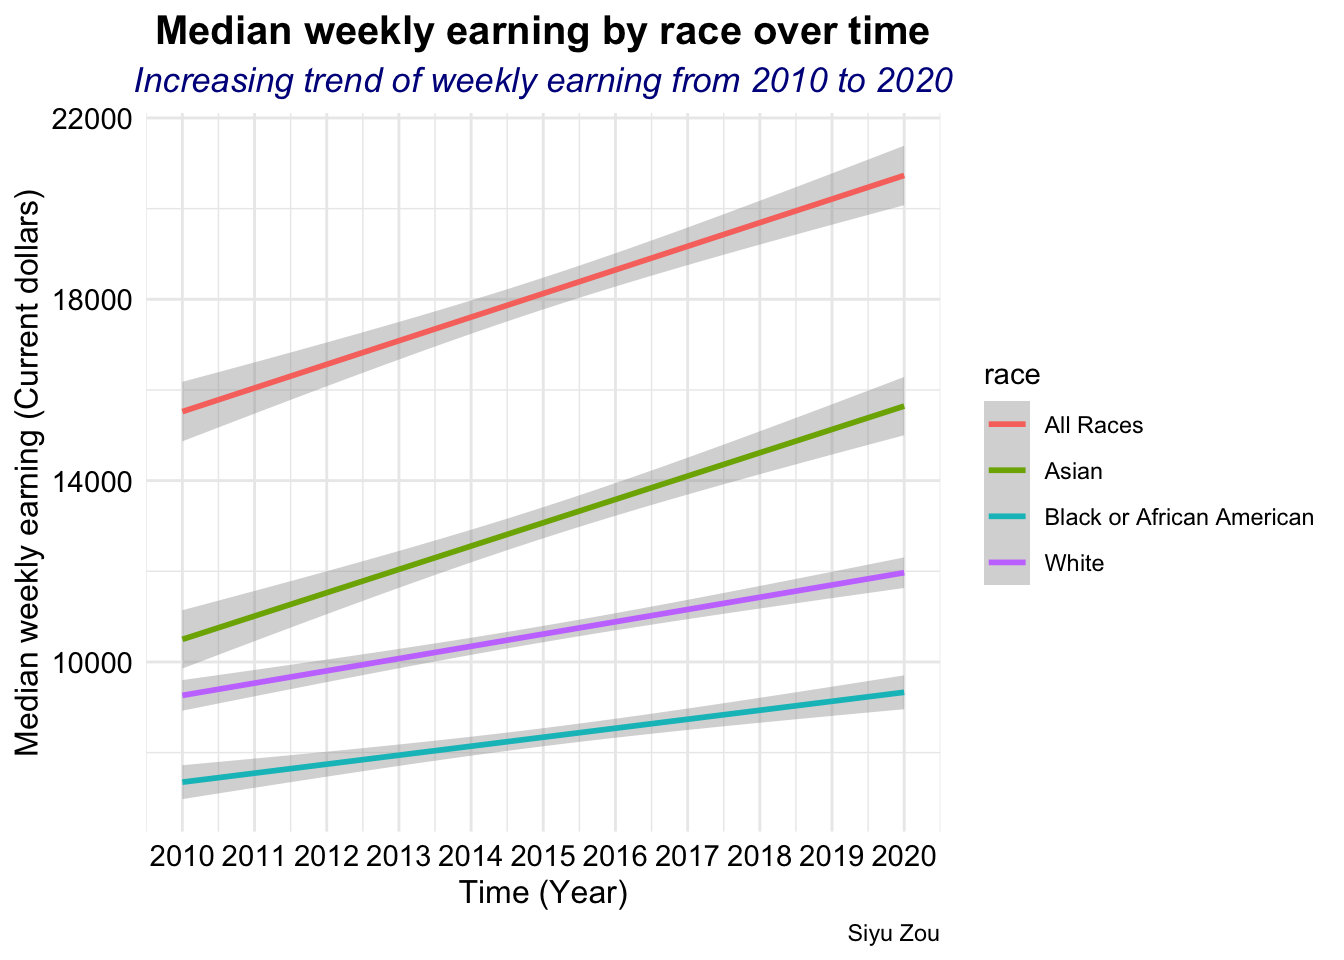 Median weekly earning by race over time
Increasing trend of weekly earning from 2010 to 2020
Median weekly earning (Current dollars)
22000
18000
14000
10000
2010 2011 2012 2013 2014 2015 2016 2017 2018 2019 2020
Time (Year)
race
All Races
Asian
Black or African American
White
Siyu Zou